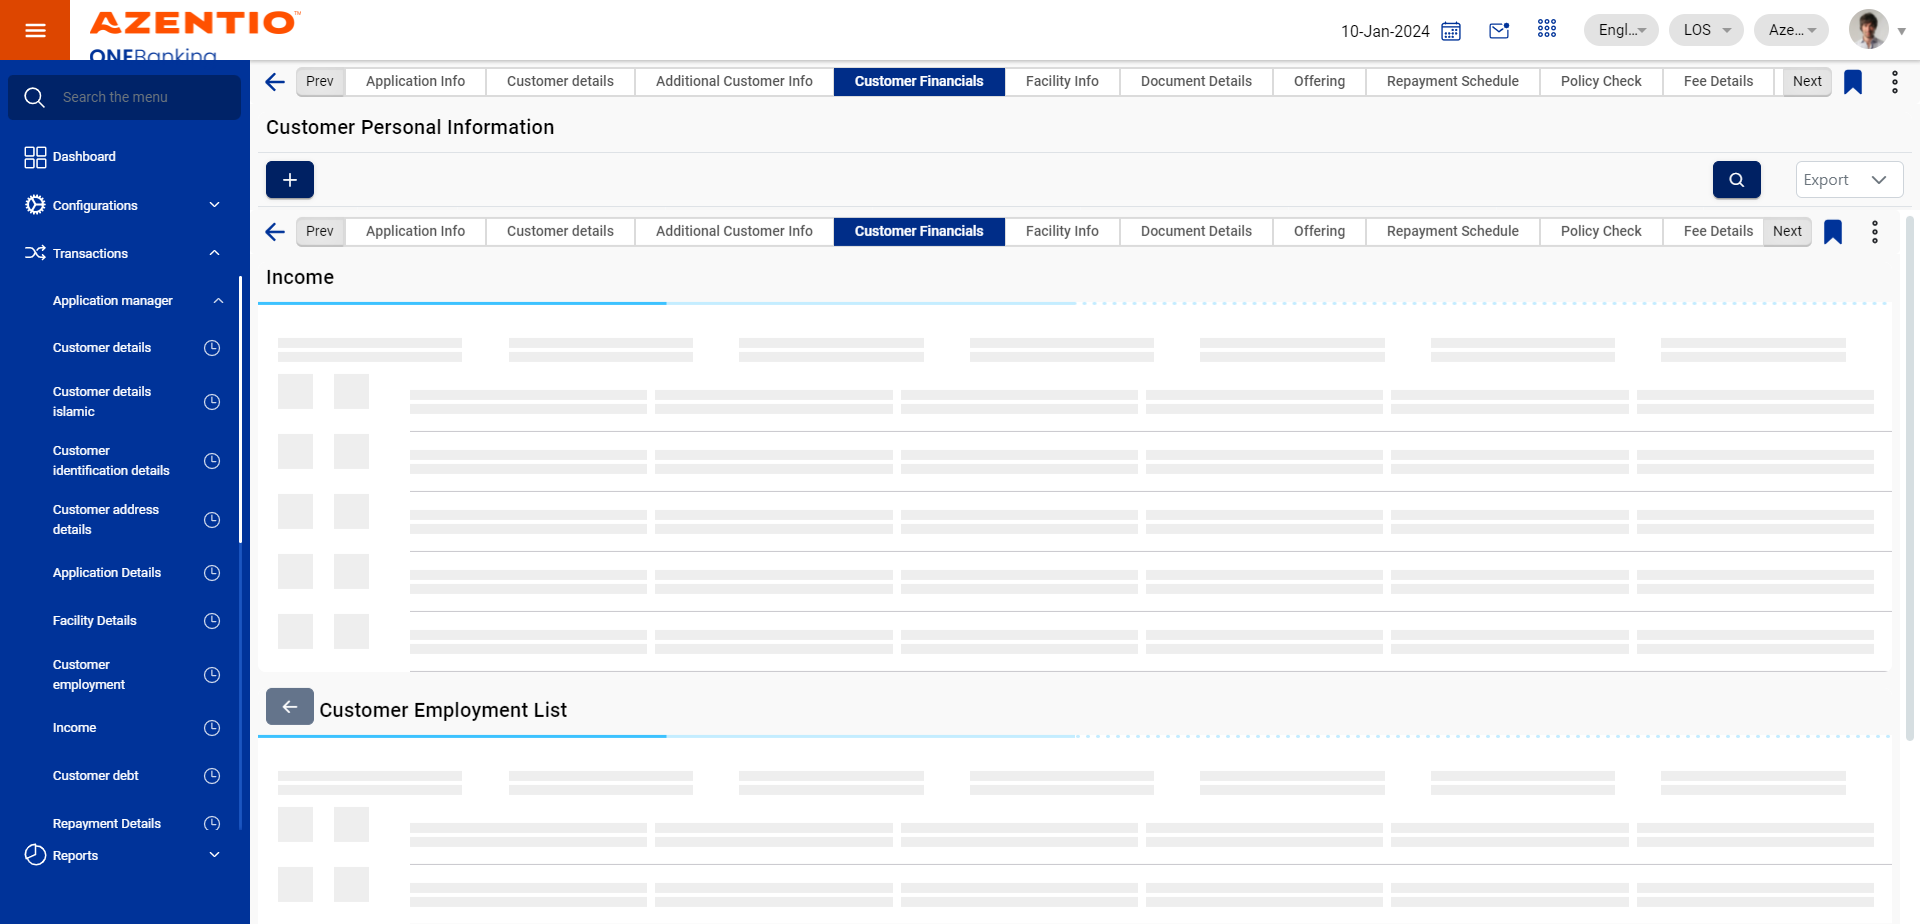 AZENTIO™
ONEBanking
10-Jan-2024
Engl...
LOS
Aze...
Search the menu
Dashboard
Configurations
Transactions
Application manager
Customer details
Customer details
islamic
Customer
identification details
Customer address
details
Application Details
Facility Details
Customer
employment
Income
Customer debt
Repayment Details
Reports
Prev
Application Info
Customer details
Additional Customer Info
Customer Financials
Facility Info
Document Details
Offering
Repayment Schedule
Policy Check
Fee Details
Next
Customer Personal Information
Export
Prev
Application Info
Customer details
Additional Customer Info
Customer Financials
Facility Info
Document Details
Offering
Repayment Schedule
Policy Check
Fee Details
Next
Income
Customer Employment List